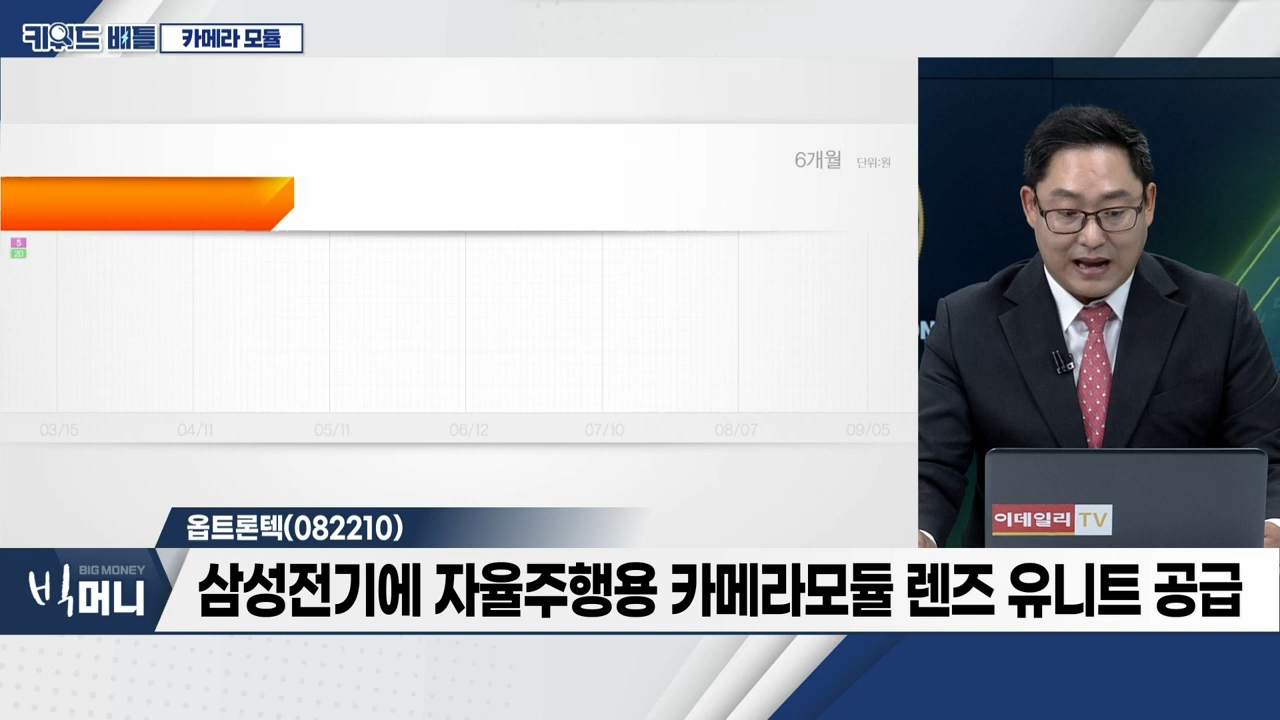 키워드 배틀 카메라 모듈
6개월 단위:원
5
20
03/15 04/11 05/11 06/12 07/10 08/07 09/05
이데일리 TV
옵트론텍(082210)
BIG MONEY
빅머니
삼성전기에 자율주행용 카메라모듈 렌즈 유니트 공급